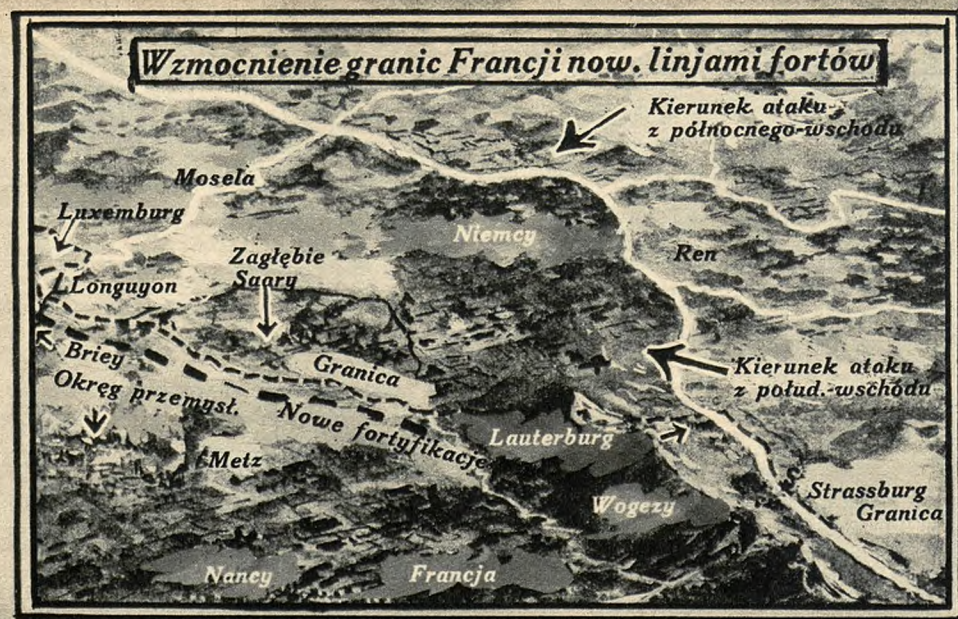 Wzmocnienie granic Francji now. linjami fortów
Kierunek ataku
z północnego-wschodu
Mosela
Luxemburg
Niemcy
Zagłębie
Saary
Ren
Longuyon
Granica
Briey
Okręg przemysł.
Kierunek ataku
z połud.-wschodu
Nowe fortyfikacje
Lauterburg
Metz
Wogezy
Strassburg
Granica
Nancy
Francja